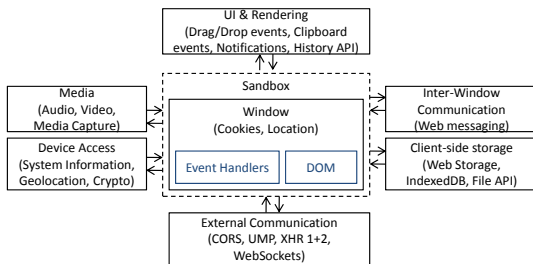 UI & Rendering
(Drag/Drop events, Clipboard
events, Notifications, History API)
Sandbox
Media
(Audio, Video,
Media Capture)
Window
(Cookies, Location)
Inter-Window
Communication
(Web messaging)
Device Access
(System Information,
Geolocation, Crypto)
Event Handlers
DOM
Client-side storage
(Web Storage,
IndexedDB, File API)
External Communication
(CORS, UMP, XHR 1+2,
WebSockets)